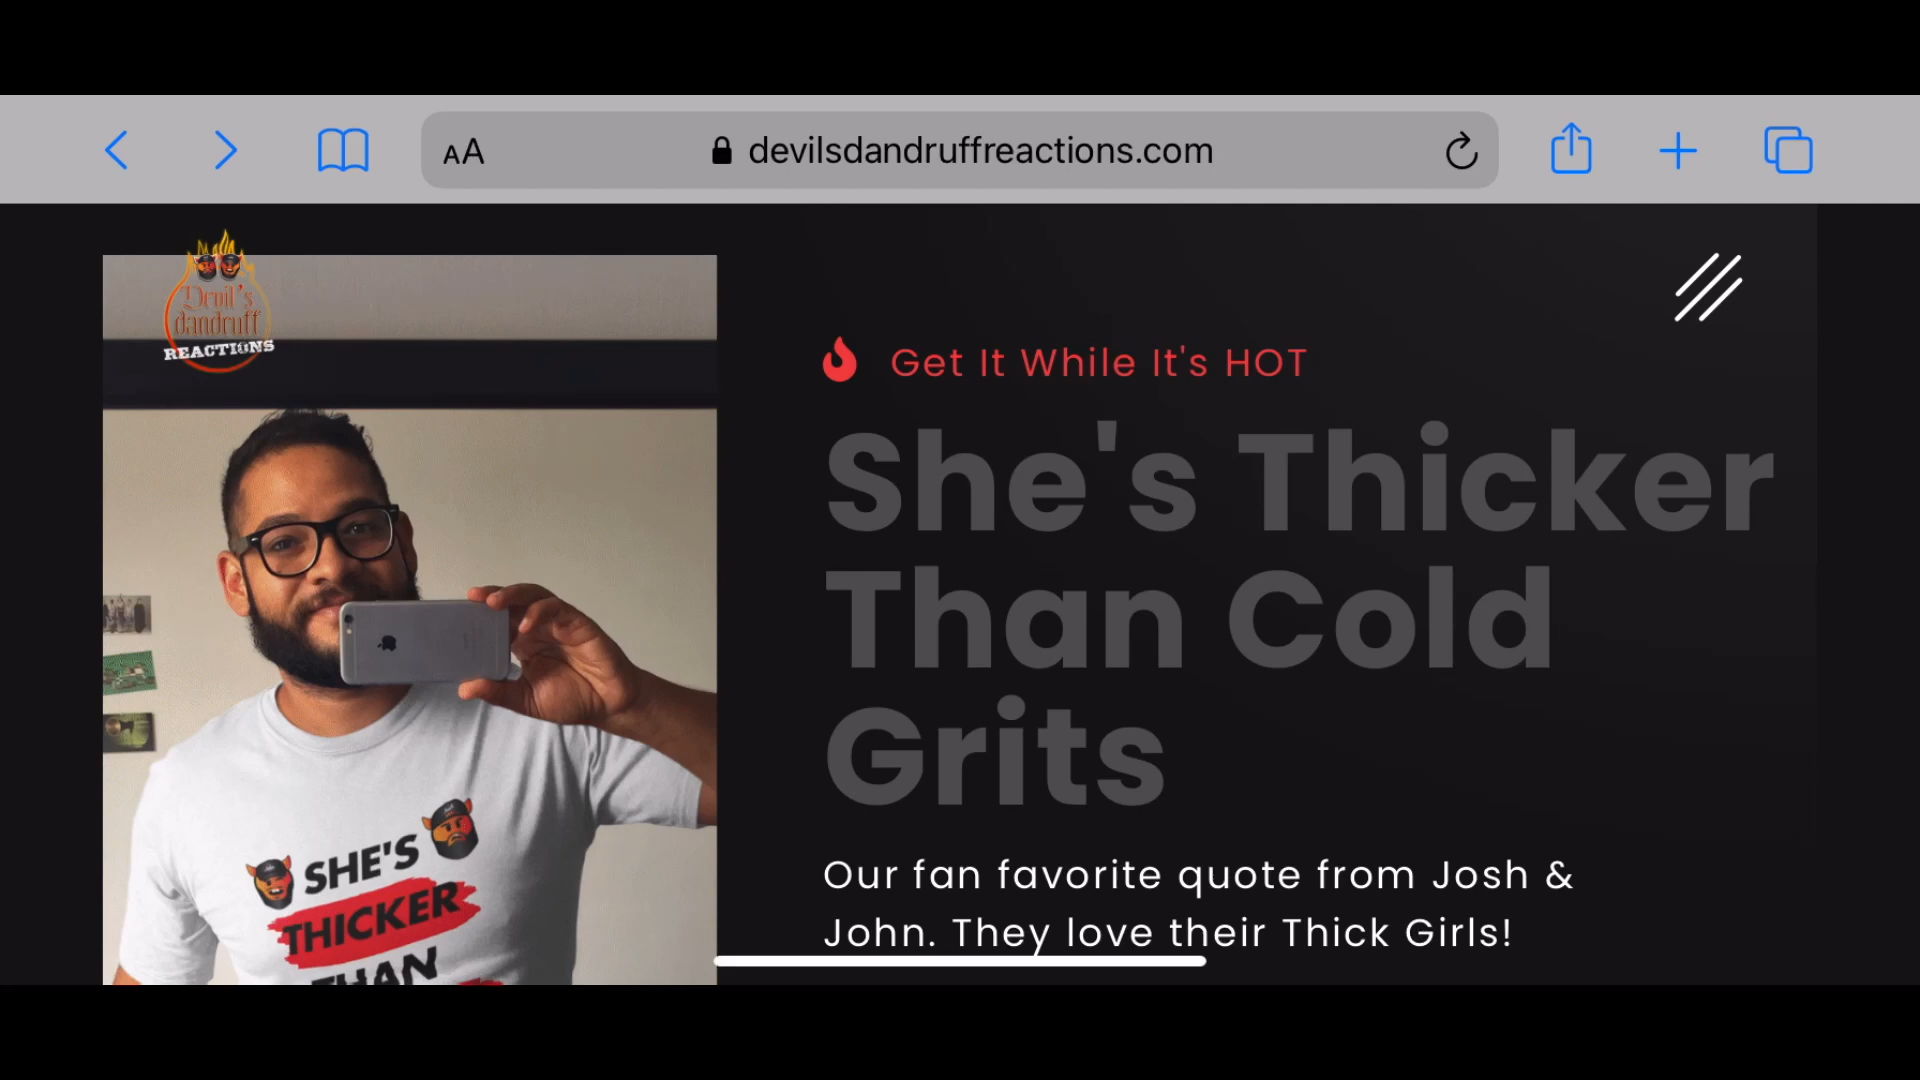 AA devilsdandruffreactions.com
Devil's
dandruff
REACTIONS
Get It While It's HOT
She's Thicker
Than Cold
Grits
Our fan favorite quote from Josh &
John. They love their Thick Girls!
SHE'S
THICKER
THAN